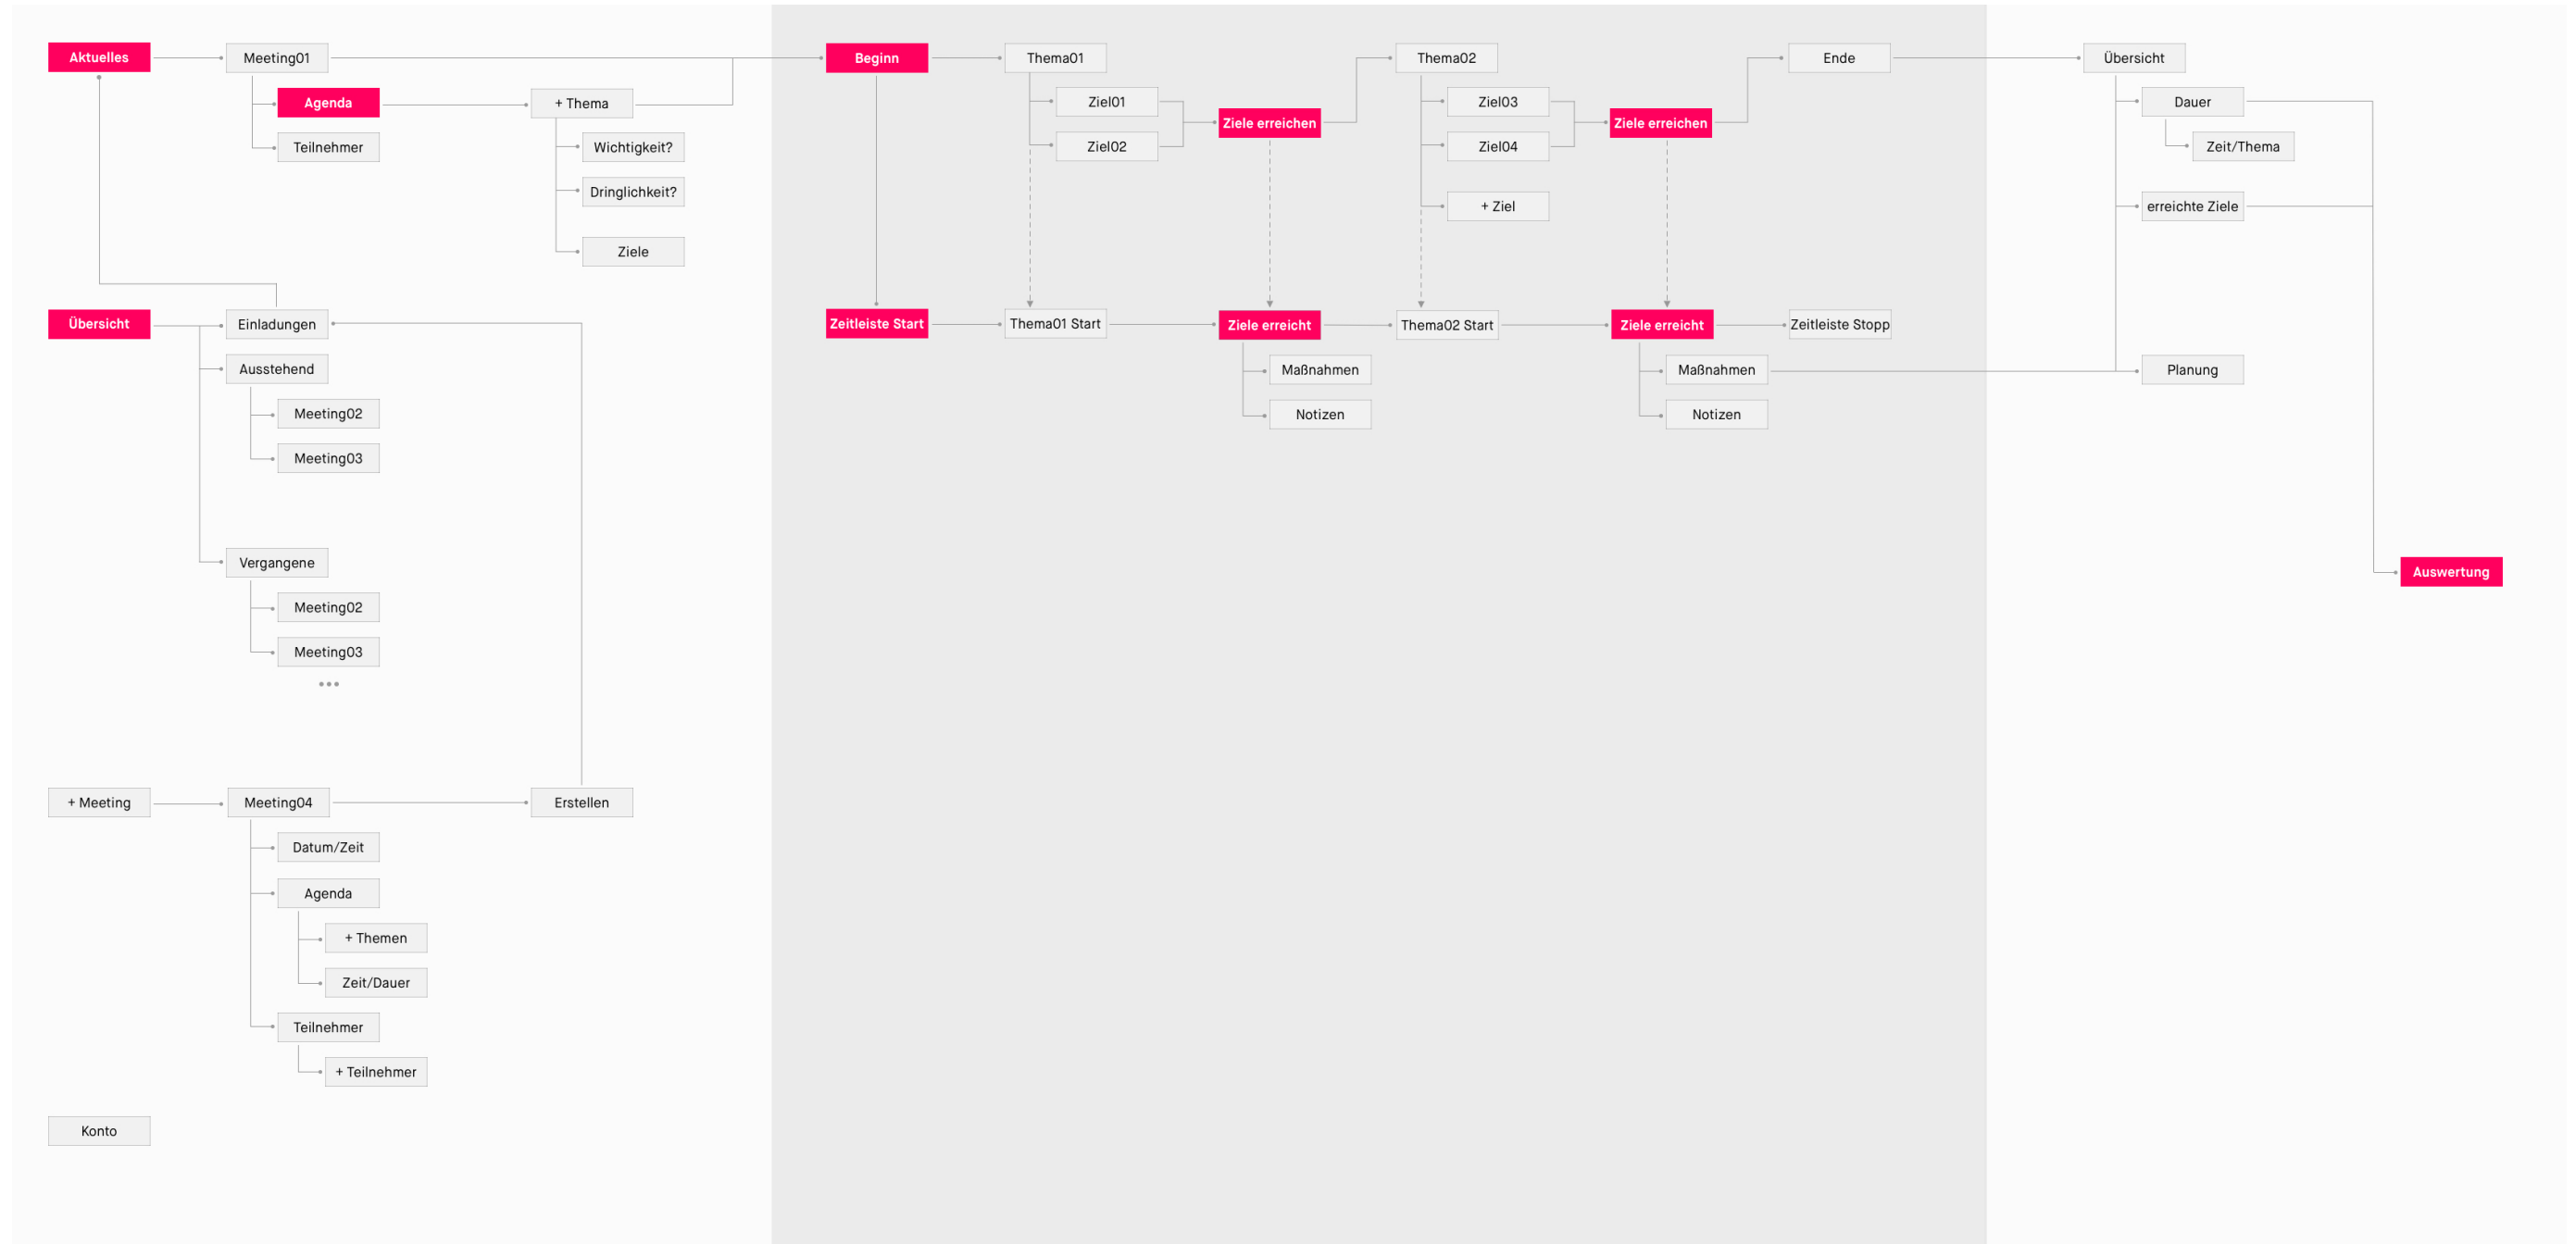 Aktuelles
Meeting01
Agenda
Teilnehmer
+ Thema
Wichtigkeit?
Dringlichkeit?
Ziele
Übersicht
Einladungen
Ausstehend
Meeting02
Meeting03
Vergangene
Meeting02
Meeting03
•••
+ Meeting
Meeting04
Erstellen
Datum/Zeit
Agenda
+ Themen
Zeit/Dauer
Teilnehmer
+ Teilnehmer
Konto
Beginn
Thema01
Ziel01
Ziel02
Ziele erreichen
Thema02
Ziel03
Ziel04
+ Ziel
Ziele erreichen
Ende
Zeitleiste Start
Thema01 Start
Ziele erreicht
Maßnahmen
Notizen
Thema02 Start
Ziele erreicht
Maßnahmen
Notizen
Zeitleiste Stopp
Übersicht
Dauer
Zeit/Thema
erreichte Ziele
Planung
Auswertung